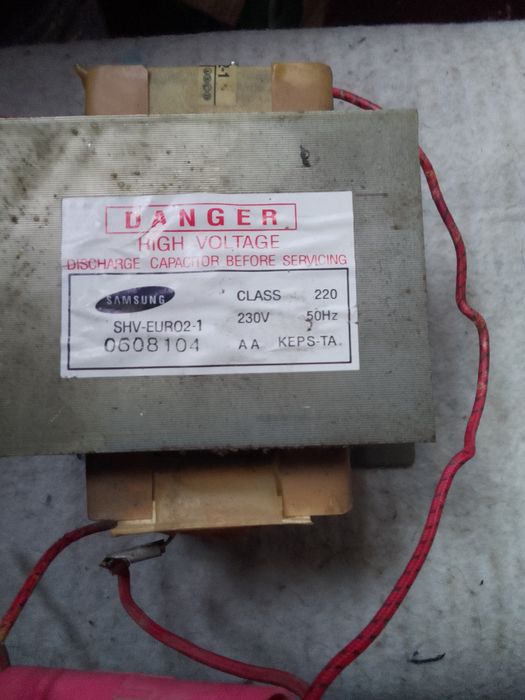 DANGER
HIGH VOLTAGE
DISCHARGE CAPACITOR BEFORE SERVICING
SAMSUNG CLASS 220
SHV-EURO2-1 230V 50Hz
0608104 AA KEPS-TA.